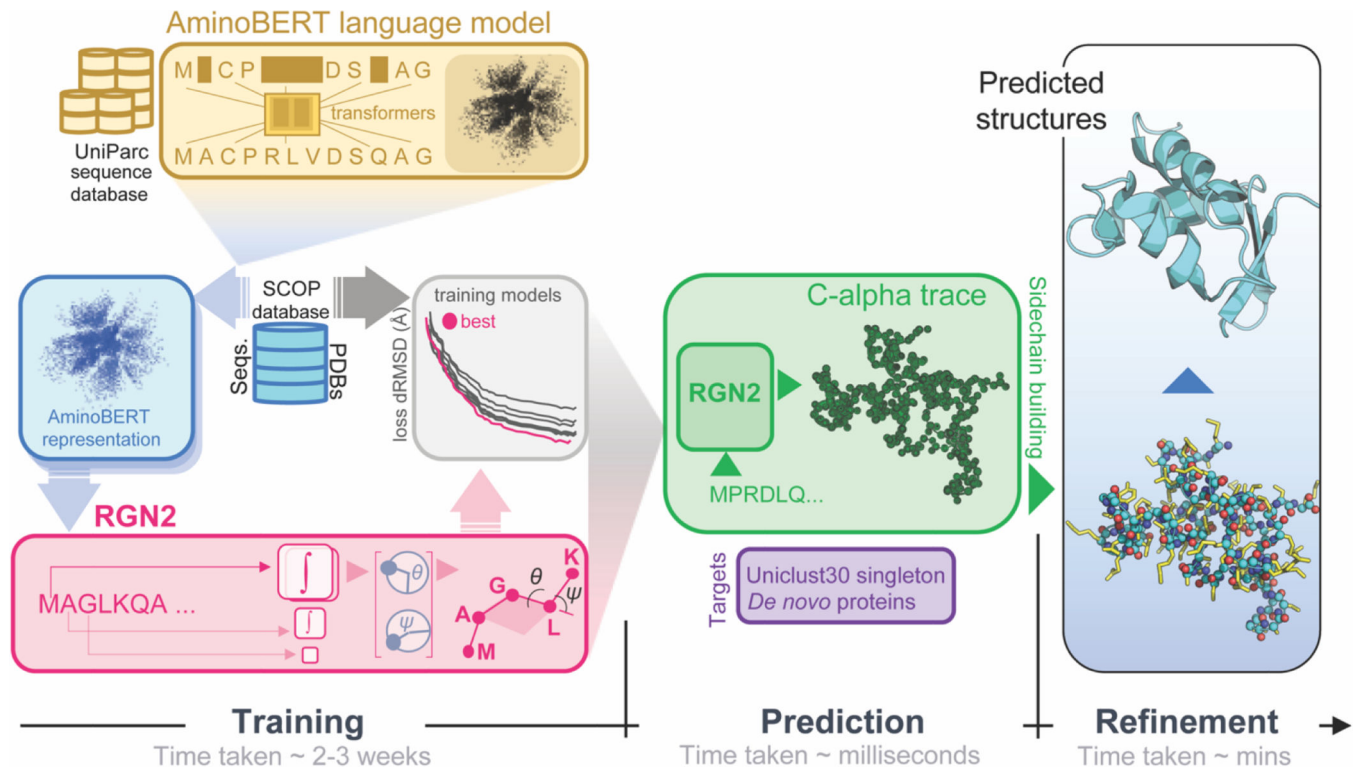 AminoBERT language model
M CP DS AG
transformers
MACPRLVDSQAG
UniParc
sequence
database
Predicted
structures
SCOP
database
Seqs.
PDBs
AminoBERT
representation
training models
best
loss dRMSD (Å)
C-alpha trace
RGN2
MPRDLQ...
Sidechain building
RGN2
MAGLKQA ...
∫
∫
θ
ψ
M
A
G
L
K
θ
ψ
Targets
Uniclust30 singleton
De novo proteins
Training
Time taken ~ 2-3 weeks
Prediction
Time taken ~ milliseconds
Refinement
Time taken ~ mins